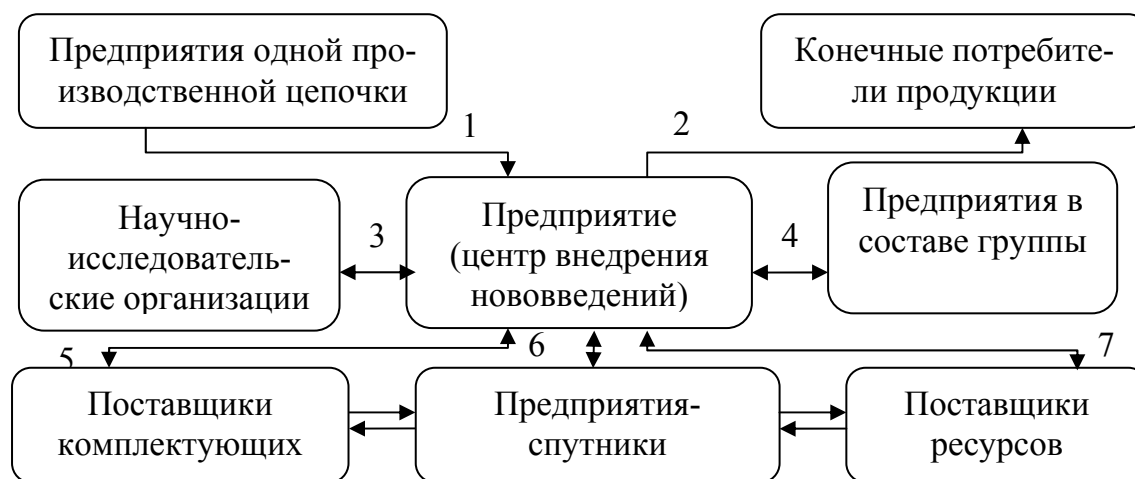 Предприятия одной про-
изводственной цепочки
Конечные потребите-
ли продукции
1
2
Научно-
исследователь-
ские организации
3
Предприятие
(центр внедрения
нововведений)
4
Предприятия в
составе группы
5
6
7
Поставщики
комплектующих
Предприятия-
спутники
Поставщики
ресурсов